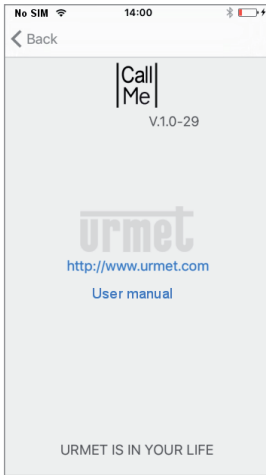 No SIM 14:00
Back
Call
Me
V.1.0-29
urmet
http://www.urmet.com
User manual
URMET IS IN YOUR LIFE